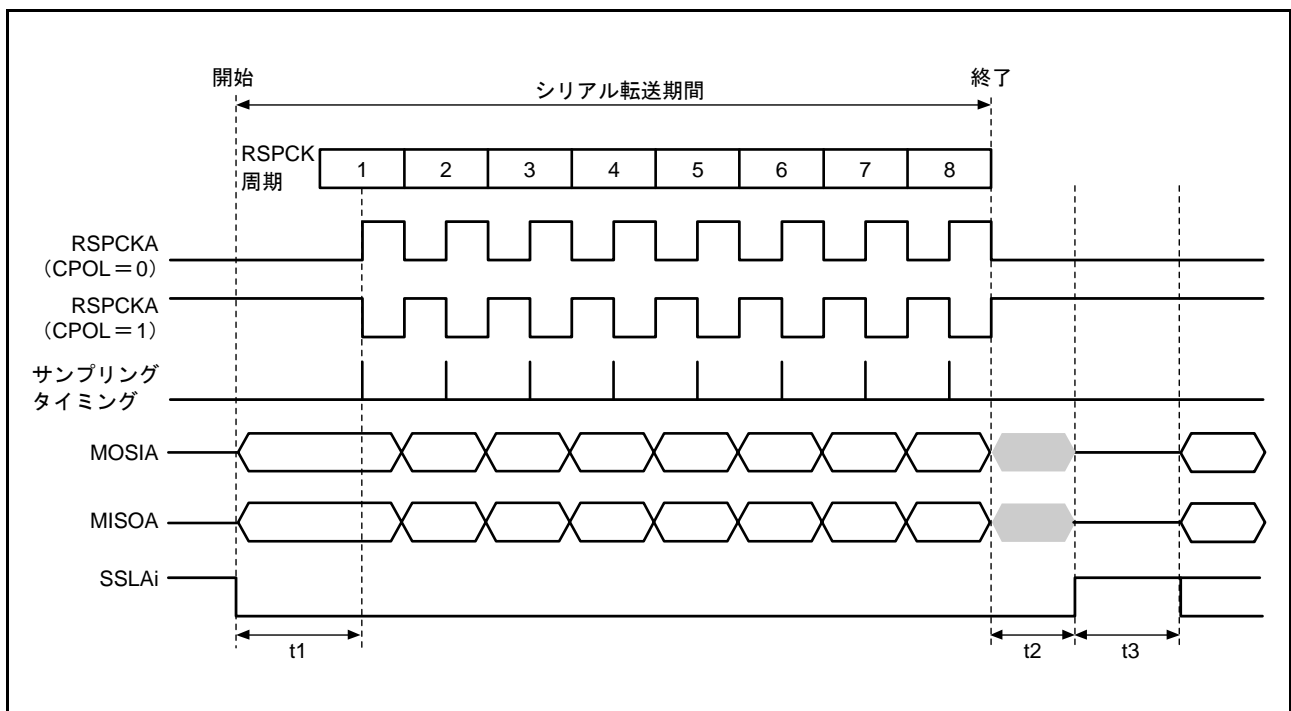 開始
シリアル転送期間
終了
RSPCK
周期
1 2 3 4 5 6 7 8
RSPCKA
（CPOL＝0）
RSPCKA
（CPOL＝1）
サンプリング
タイミング
MOSIA
MISOA
SSLAi
t1
t2
t3